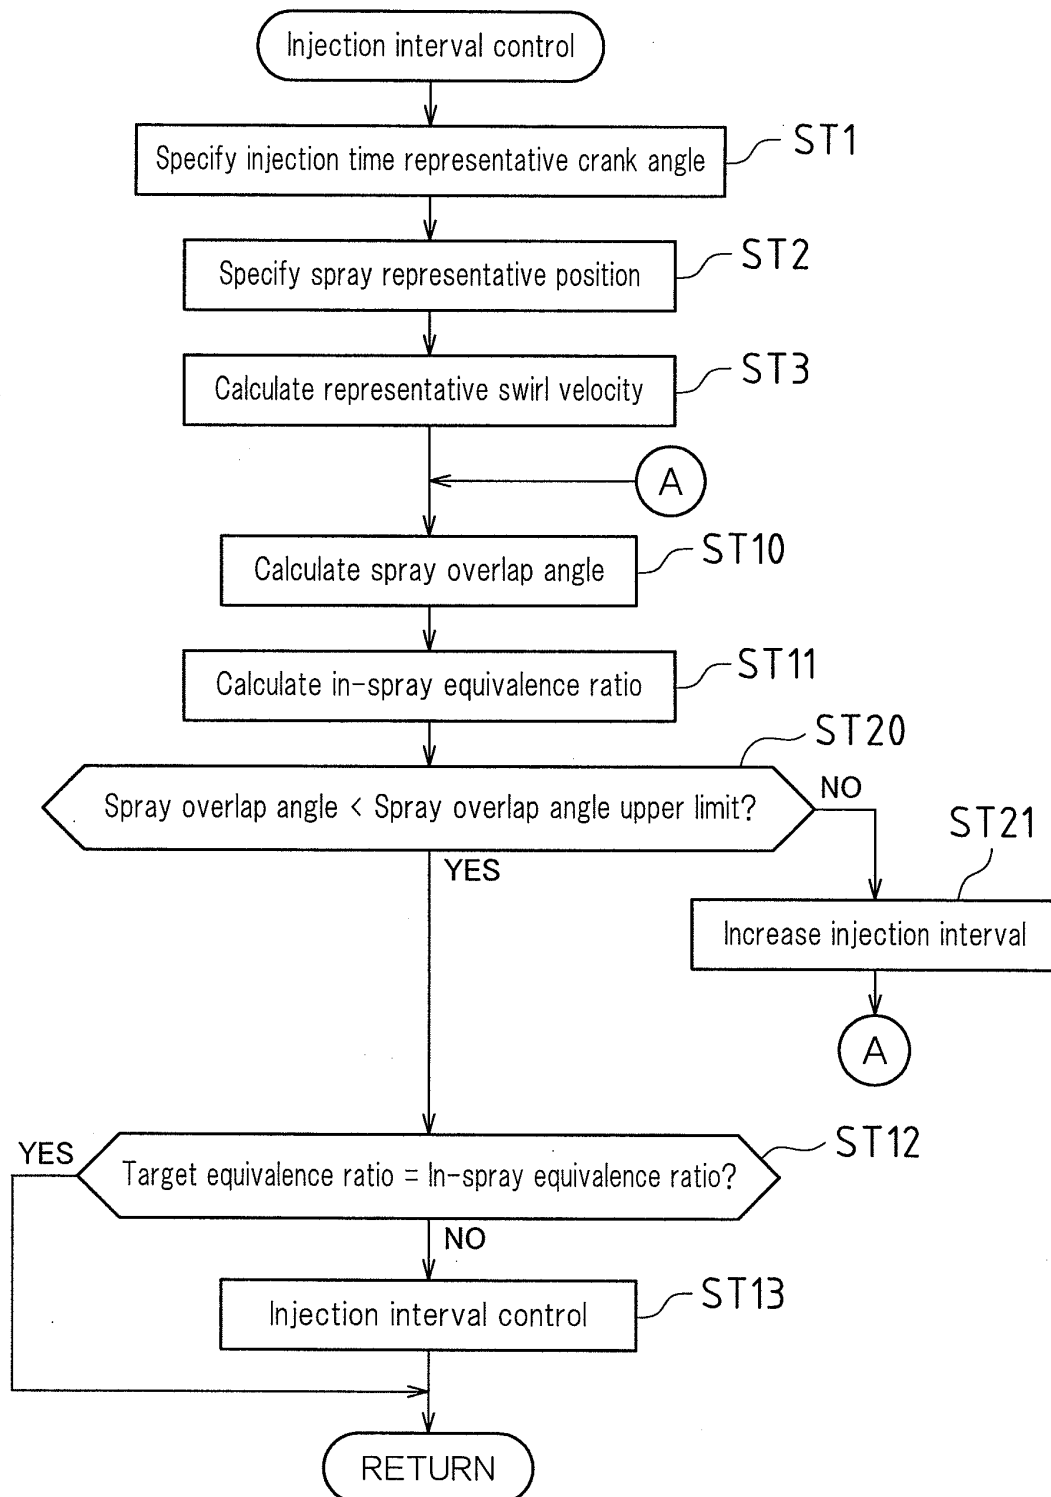 Injection interval control
Specify injection time representative crank angle
ST1
Specify spray representative position
ST2
Calculate representative swirl velocity
ST3
A
Calculate spray overlap angle
ST10
Calculate in-spray equivalence ratio
ST11
ST20
Spray overlap angle < Spray overlap angle upper limit?
NO
YES
ST21
Increase injection interval
A
YES
Target equivalence ratio = In-spray equivalence ratio?
ST12
NO
Injection interval control
ST13
RETURN